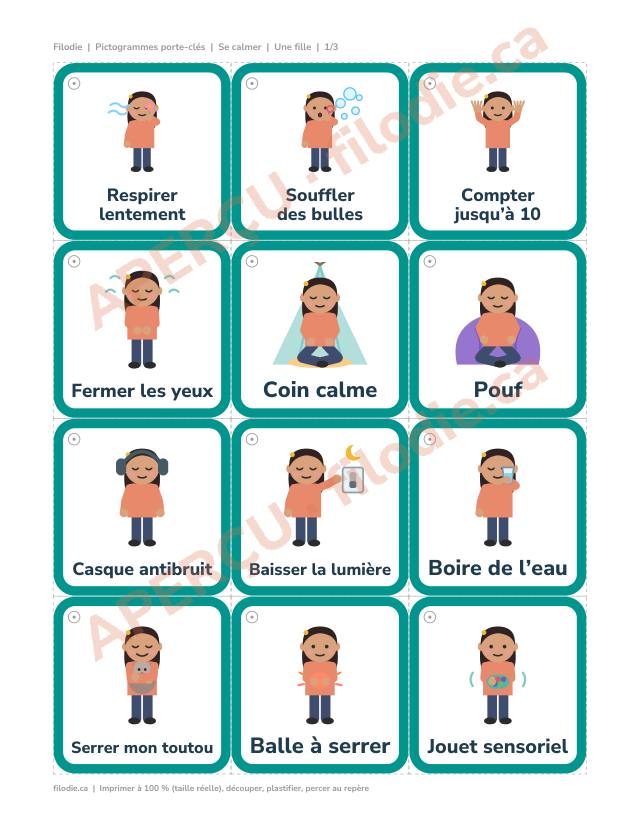 Filodie | Pictogrammes porte-clés | Se calmer | Une fille | 1/3
Respirer
lentement
Souffler
des bulles
Compter
jusqu’à 10
APERÇU · filodie.ca
Fermer les yeux
Coin calme
Pouf
Casque antibruit
Baisser la lumière
Boire de l’eau
APERÇU · filodie.ca
Serrer mon toutou
Balle à serrer
Jouet sensoriel
filodie.ca | Imprimer à 100 % (taille réelle), découper, plastifier, percer au repère